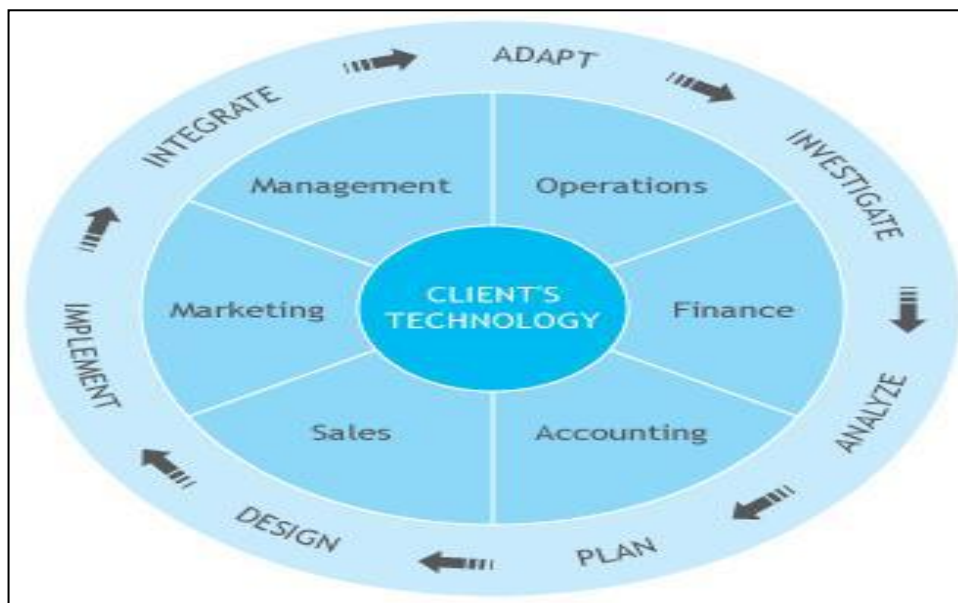 ADAPT
INVESTIGATE
ANALYZE
PLAN
DESIGN
IMPLEMENT
INTEGRATE
Management
Operations
Marketing
CLIENT'S
TECHNOLOGY
Finance
Sales
Accounting